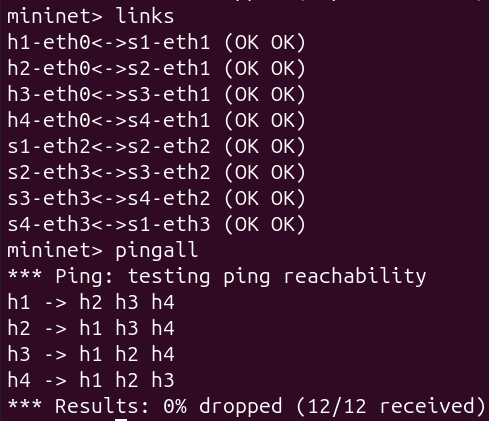 mininet> links
h1-eth0<->s1-eth1 (OK OK)
h2-eth0<->s2-eth1 (OK OK)
h3-eth0<->s3-eth1 (OK OK)
h4-eth0<->s4-eth1 (OK OK)
s1-eth2<->s2-eth2 (OK OK)
s2-eth3<->s3-eth2 (OK OK)
s3-eth3<->s4-eth2 (OK OK)
s4-eth3<->s1-eth3 (OK OK)
mininet> pingall
*** Ping: testing ping reachability
h1 -> h2 h3 h4
h2 -> h1 h3 h4
h3 -> h1 h2 h4
h4 -> h1 h2 h3
*** Results: 0% dropped (12/12 received)